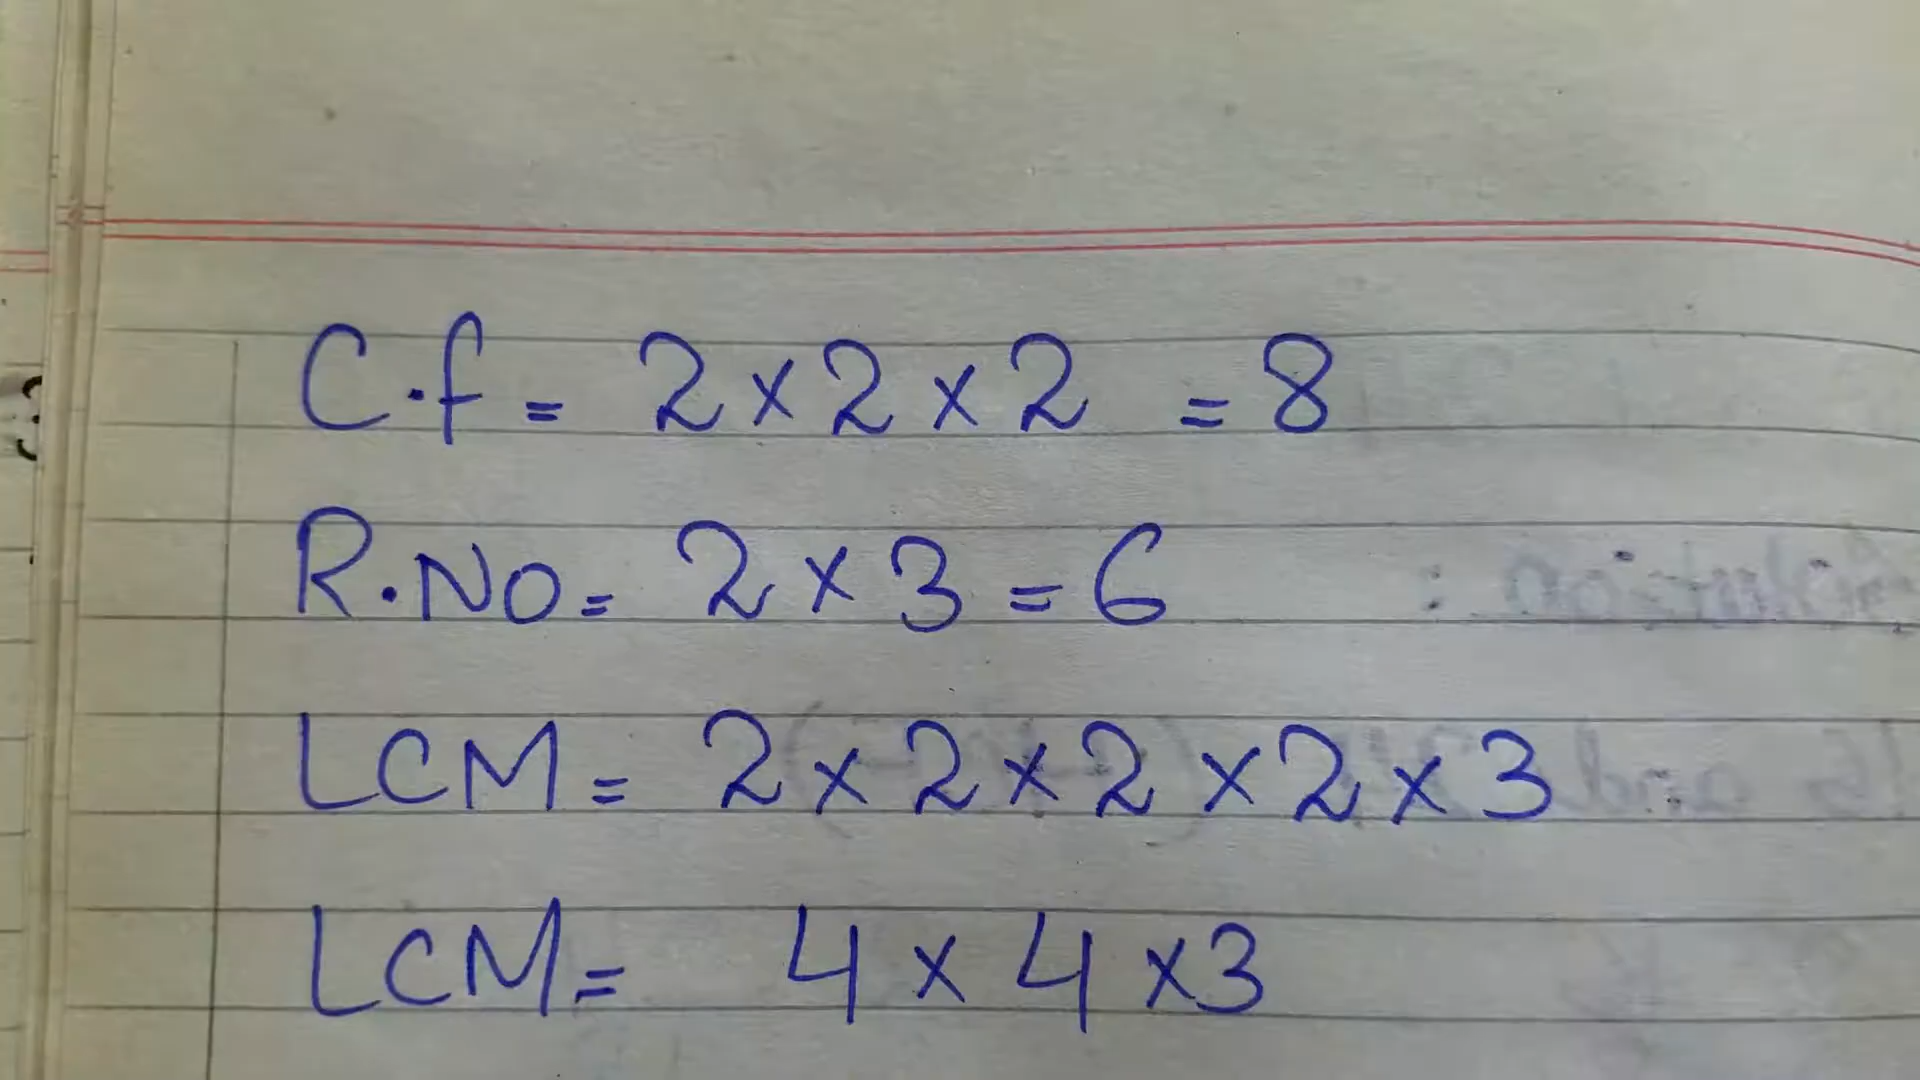 C.f = 2 × 2 × 2 = 8
R.No = 2 × 3 = 6
LCM = 2 × 2 × 2 × 2 × 3
LCM = 4 × 4 × 3